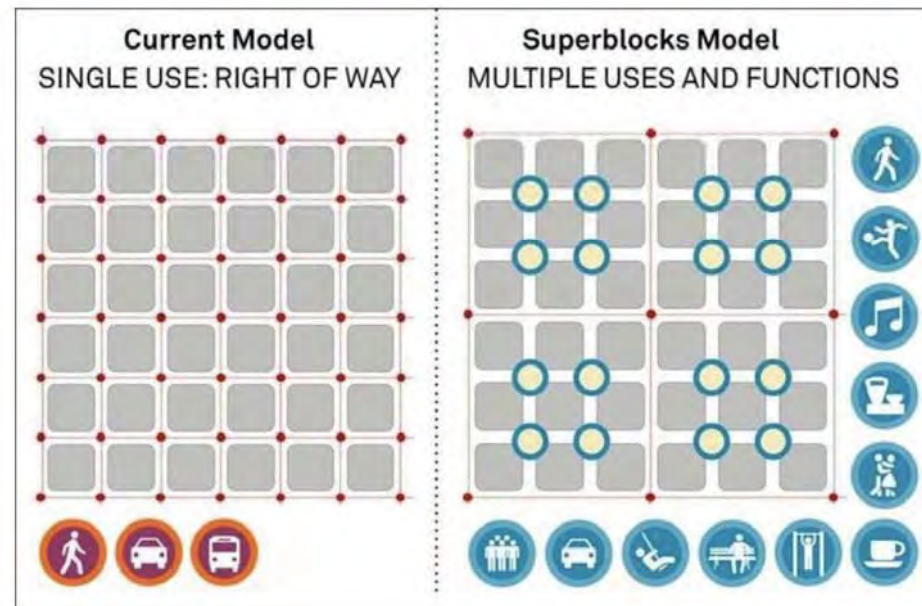 Current Model
SINGLE USE: RIGHT OF WAY
Superblocks Model
MULTIPLE USES AND FUNCTIONS